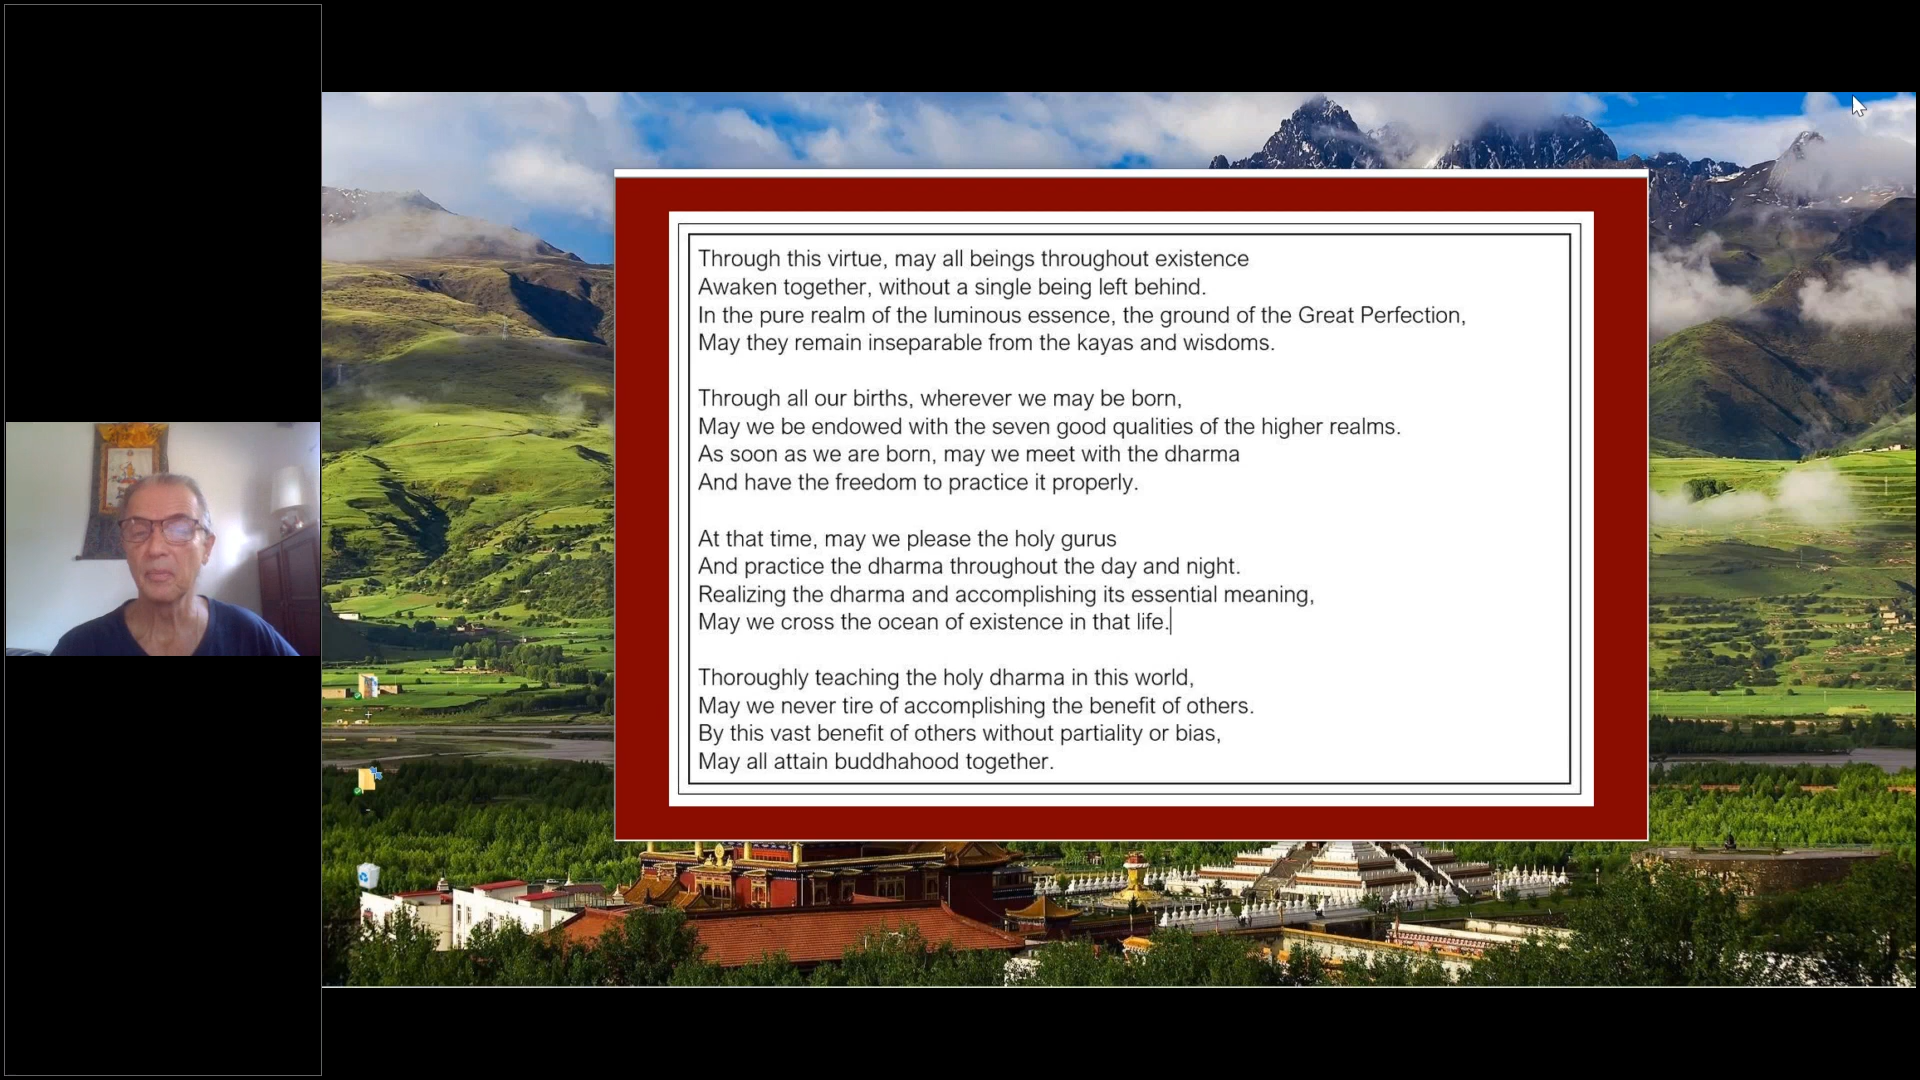 Through this virtue, may all beings throughout existence
Awaken together, without a single being left behind.
In the pure realm of the luminous essence, the ground of the Great Perfection,
May they remain inseparable from the kayas and wisdoms.
Through all our births, wherever we may be born,
May we be endowed with the seven good qualities of the higher realms.
As soon as we are born, may we meet with the dharma
And have the freedom to practice it properly.
At that time, may we please the holy gurus
And practice the dharma throughout the day and night.
Realizing the dharma and accomplishing its essential meaning,
May we cross the ocean of existence in that life.
Thoroughly teaching the holy dharma in this world,
May we never tire of accomplishing the benefit of others.
By this vast benefit of others without partiality or bias,
May all attain buddhahood together.